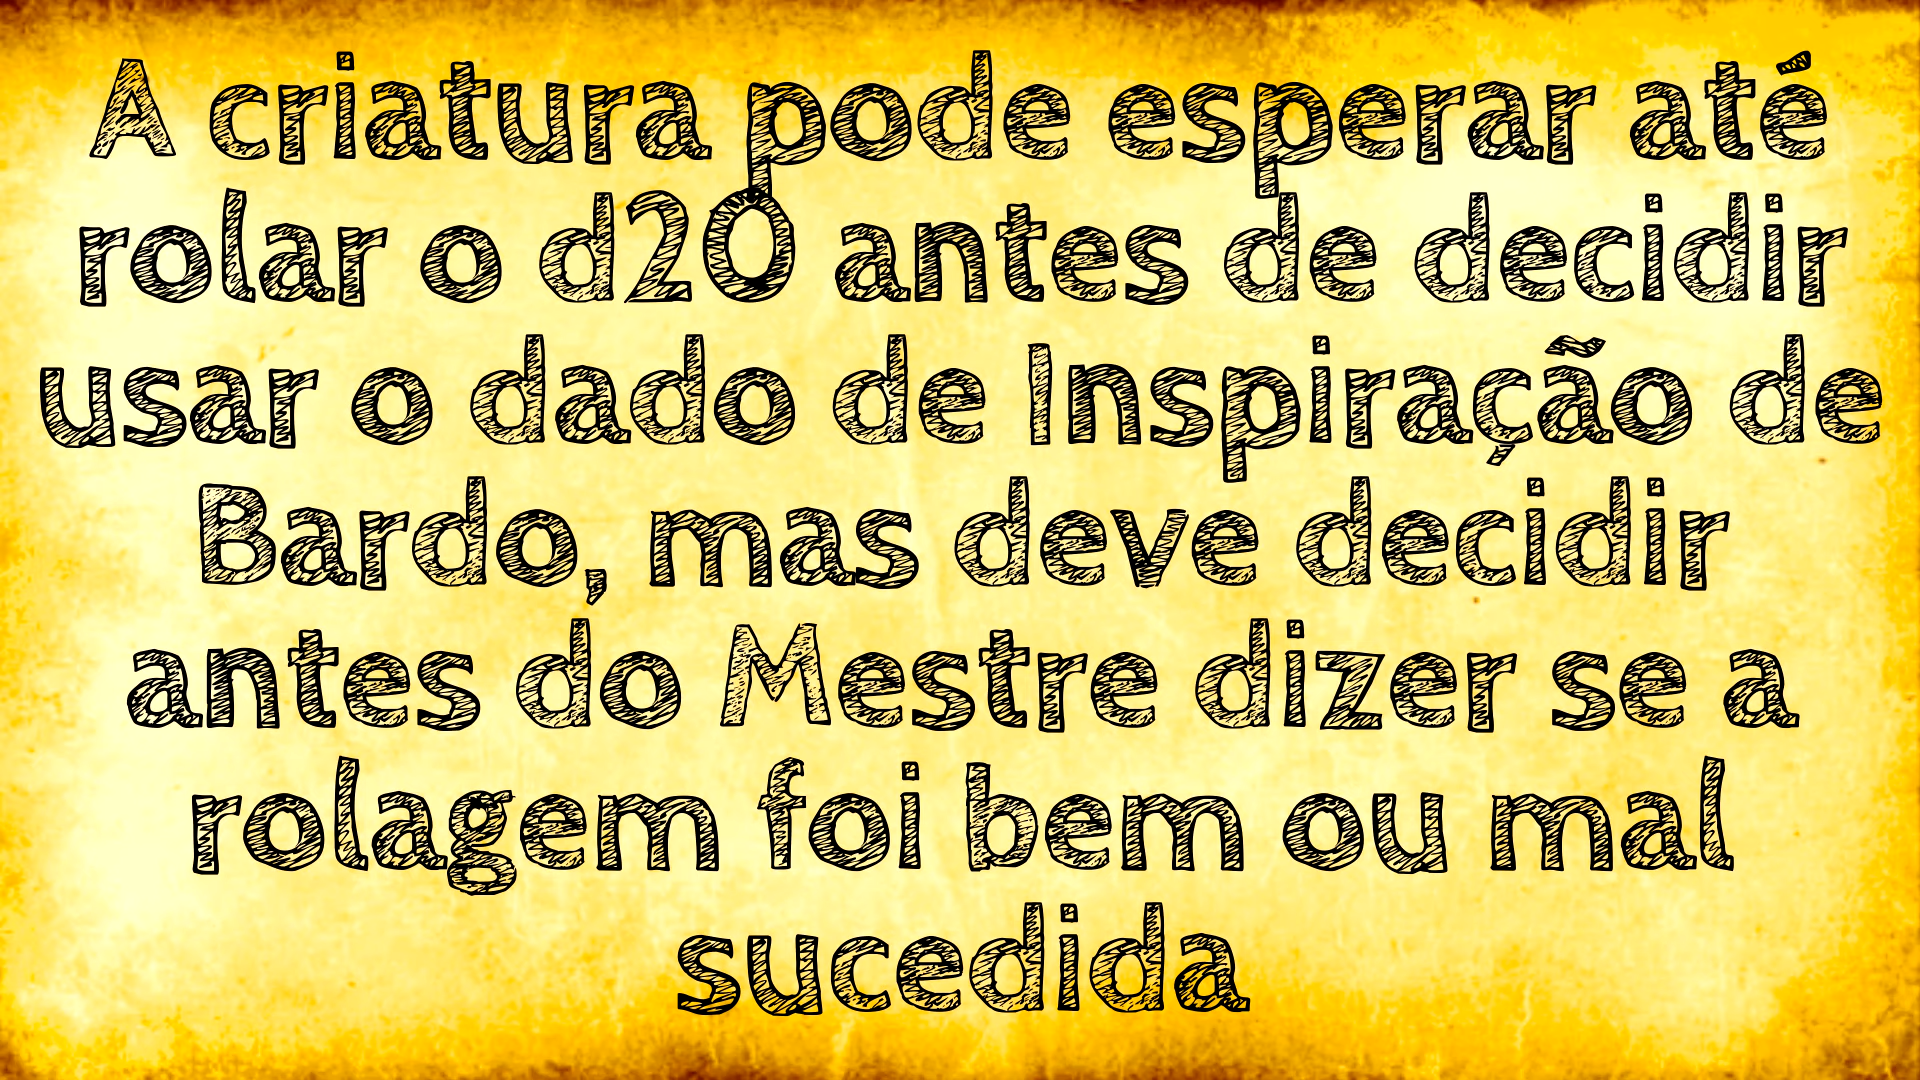 A criatura pode esperar até
rolar o d20 antes de decidir
usar o dado de Inspiração de
Bardo, mas deve decidir
antes do Mestre dizer se a
rolagem foi bem ou mal
sucedida